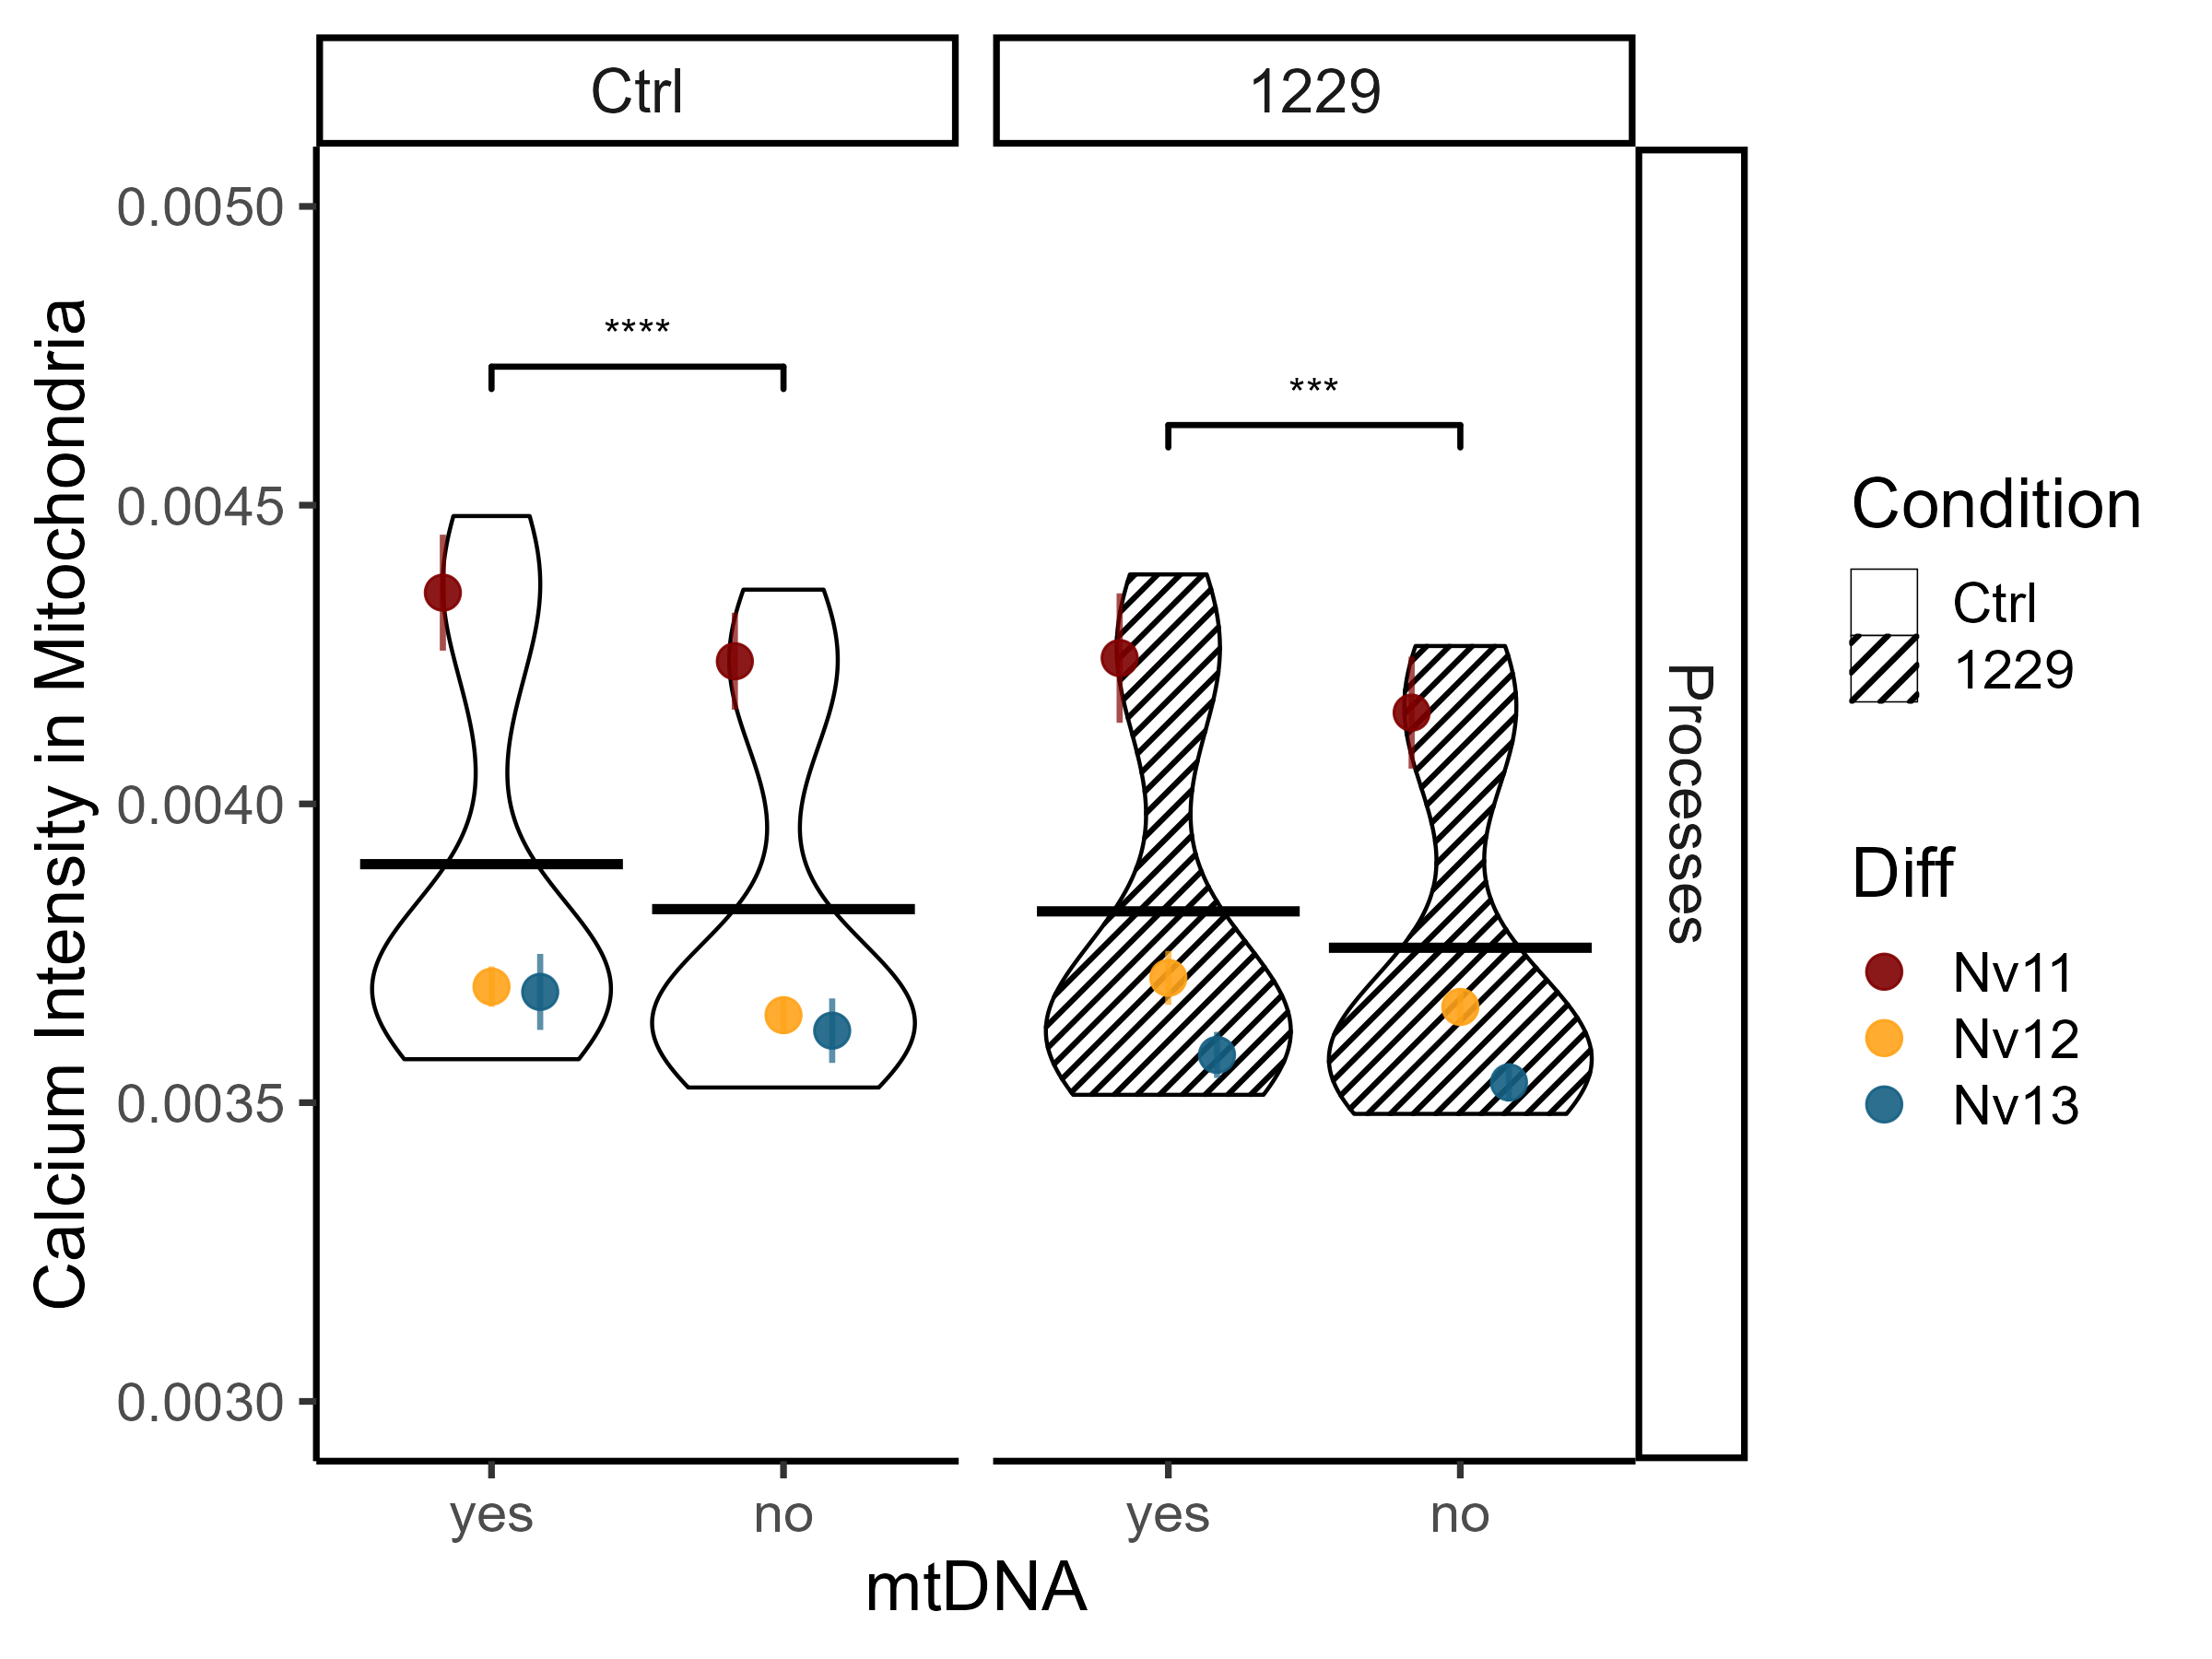 Ctrl
1229
Calcium Intensity in Mitochondria
0.0050
0.0045
0.0040
0.0035
0.0030
****
***
Processes
yes
no
yes
no
mtDNA
Condition
Ctrl
1229
Diff
Nv11
Nv12
Nv13